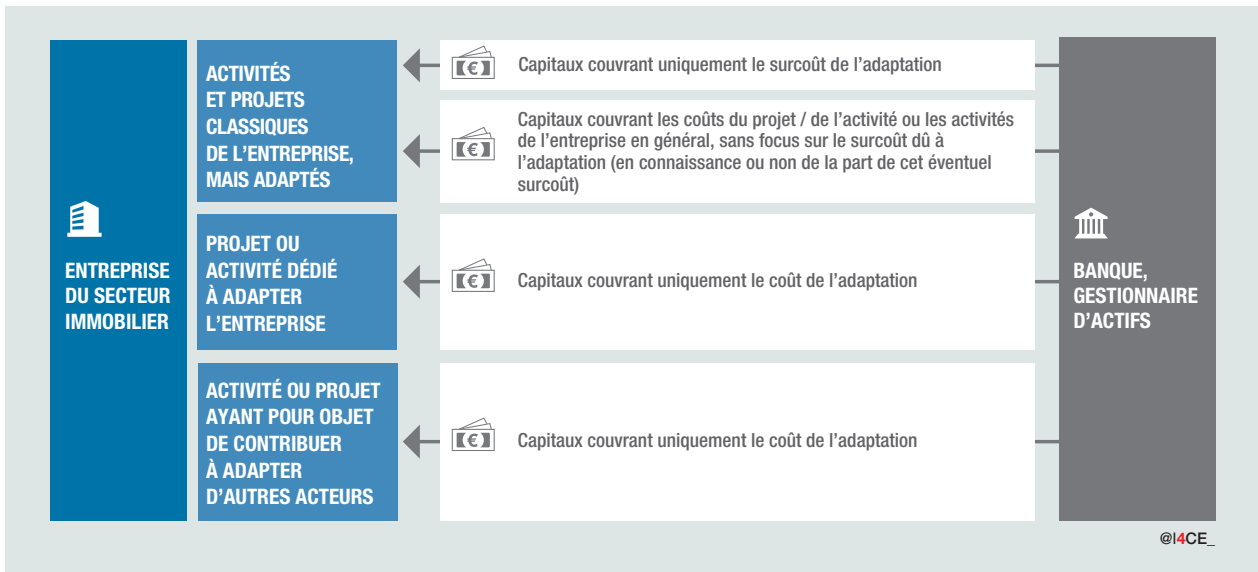 ENTREPRISE
DU SECTEUR
IMMOBILIER
ACTIVITÉS
ET PROJETS
CLASSIQUES
DE L'ENTREPRISE,
MAIS ADAPTÉS
Capitaux couvrant uniquement le surcoût de l'adaptation
Capitaux couvrant les coûts du projet / de l'activité ou les activités
de l'entreprise en général, sans focus sur le surcoût dû à
l'adaptation (en connaissance ou non de la part de cet éventuel
surcoût)
PROJET OU
ACTIVITÉ DÉDIÉ
À ADAPTER
L'ENTREPRISE
Capitaux couvrant uniquement le coût de l'adaptation
ACTIVITÉ OU PROJET
AYANT POUR OBJET
DE CONTRIBUER
À ADAPTER
D'AUTRES ACTEURS
Capitaux couvrant uniquement le coût de l'adaptation
BANQUE,
GESTIONNAIRE
D'ACTIFS
@I4CE_